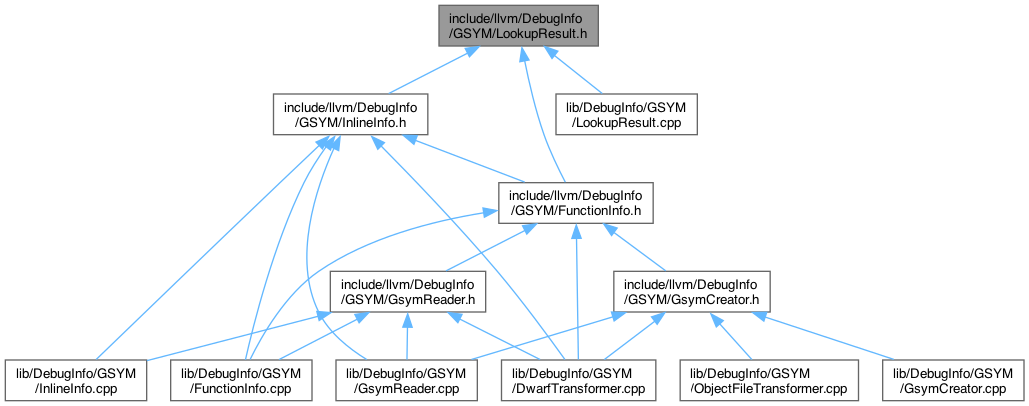 include/llvm/DebugInfo
/GSYM/LookupResult.h
include/llvm/DebugInfo
/GSYM/InlineInfo.h
lib/DebugInfo/GSYM
/LookupResult.cpp
include/llvm/DebugInfo
/GSYM/FunctionInfo.h
include/llvm/DebugInfo
/GSYM/GsymReader.h
include/llvm/DebugInfo
/GSYM/GsymCreator.h
lib/DebugInfo/GSYM
/InlineInfo.cpp
lib/DebugInfo/GSYM
/FunctionInfo.cpp
lib/DebugInfo/GSYM
/GsymReader.cpp
lib/DebugInfo/GSYM
/DwarfTransformer.cpp
lib/DebugInfo/GSYM
/ObjectFileTransformer.cpp
lib/DebugInfo/GSYM
/GsymCreator.cpp